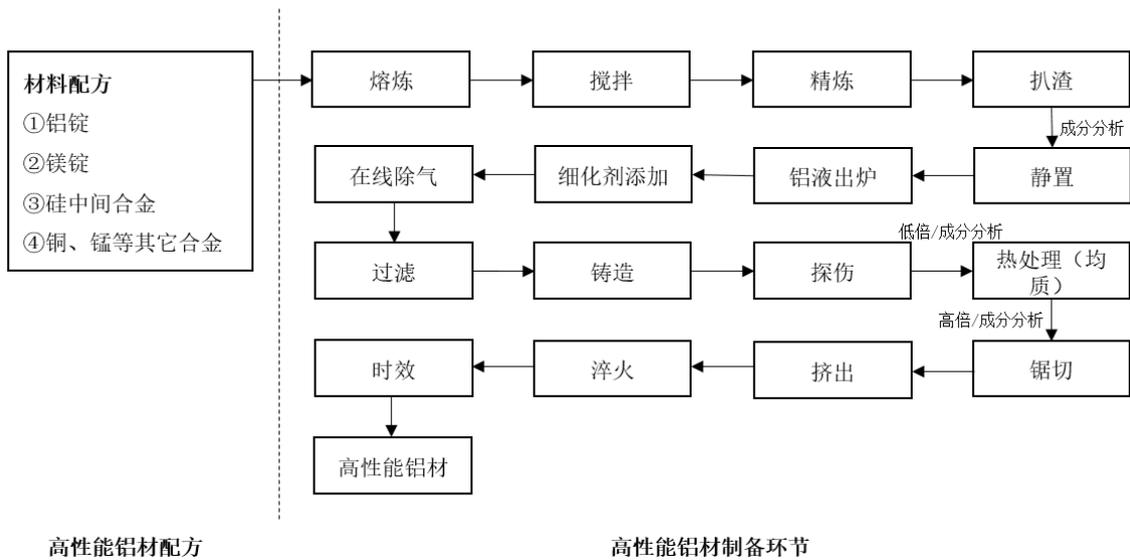 材料配方
①铝锭
②镁锭
③硅中间合金
④铜、锰等其它合金
熔炼
搅拌
精炼
扒渣
成分分析
静置
铝液出炉
细化剂添加
在线除气
过滤
铸造
探伤
低倍/成分分析
热处理（均
质）
高倍/成分分析
锯切
挤出
淬火
时效
高性能铝材
高性能铝材配方
高性能铝材制备环节